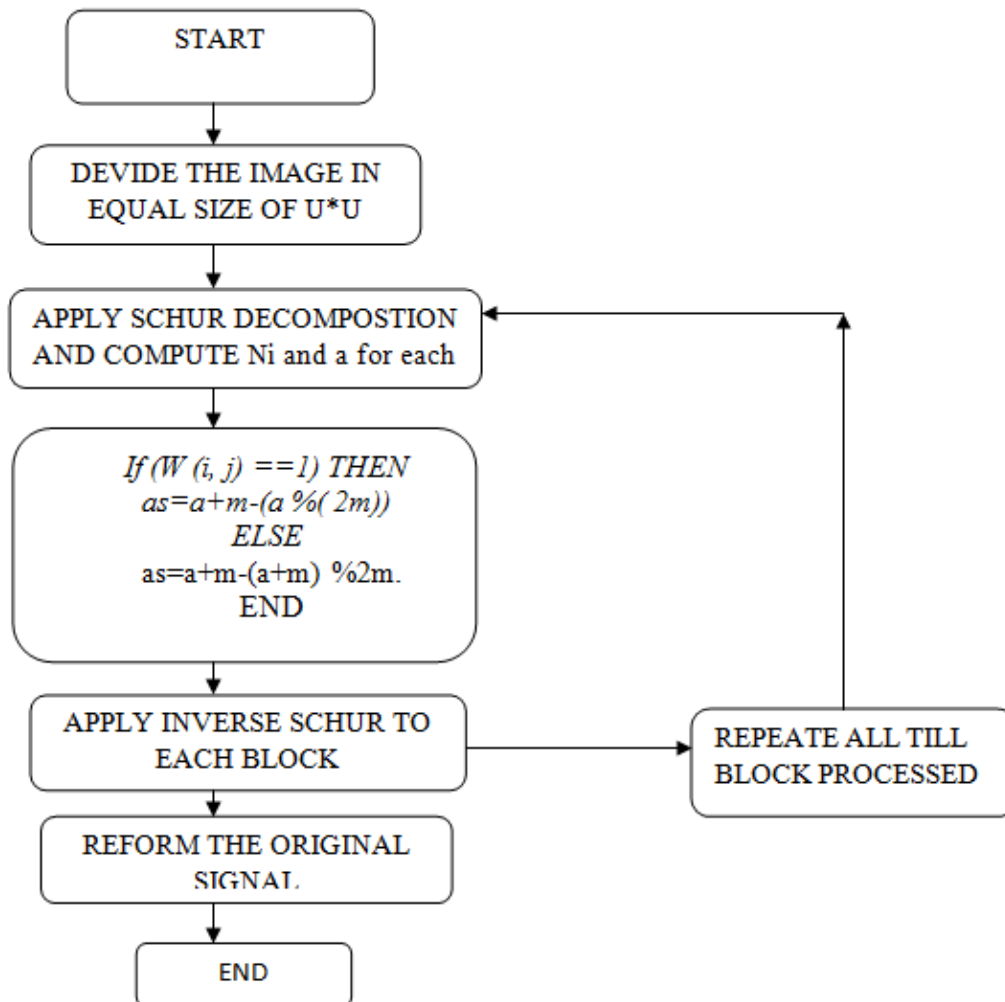 START
DEVIDE THE IMAGE IN
EQUAL SIZE OF U*U
APPLY SCHUR DECOMPOSTION
AND COMPUTE Ni and a for each
If (W (i, j) ==1) THEN
as=a+m-(a %( 2m))
ELSE
as=a+m-(a+m) %2m.
END
APPLY INVERSE SCHUR TO
EACH BLOCK
REPEATE ALL TILL
BLOCK PROCESSED
REFORM THE ORIGINAL
SIGNAL
END